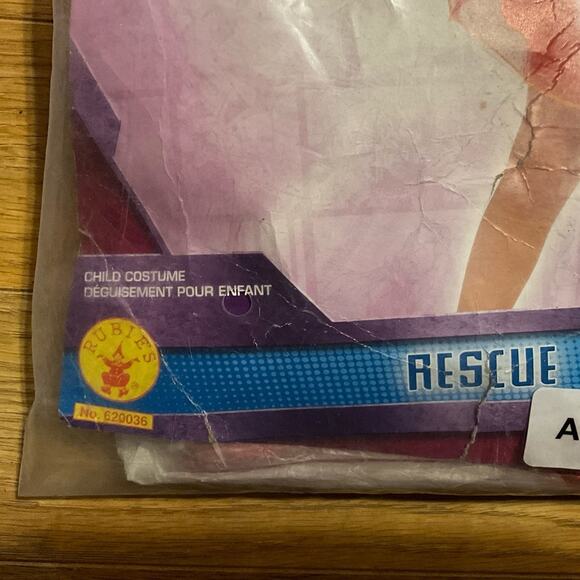 CHILD COSTUME
DÉGUISEMENT POUR ENFANT
RUBIE'S
®
No. 620036
RESCUE
A